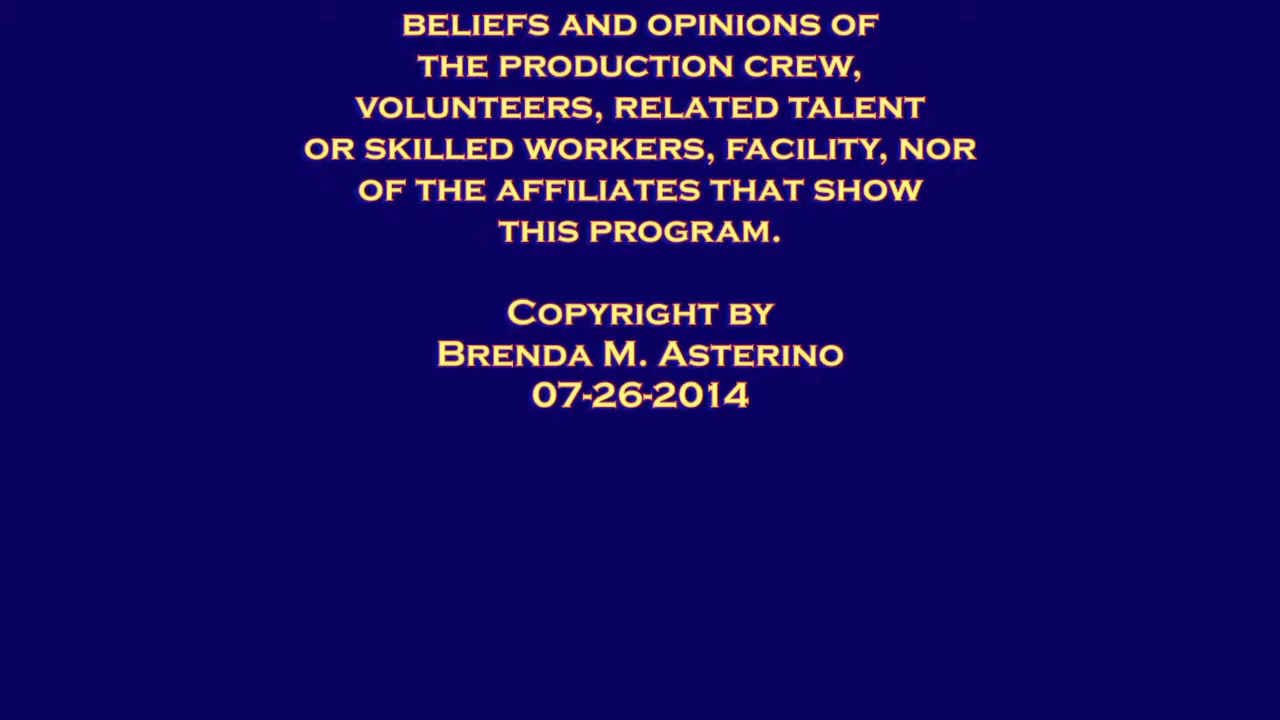 BELIEFS AND OPINIONS OF
THE PRODUCTION CREW,
VOLUNTEERS, RELATED TALENT
OR SKILLED WORKERS, FACILITY, NOR
OF THE AFFILIATES THAT SHOW
THIS PROGRAM.
Copyright by
Brenda M. Asterino
07-26-2014